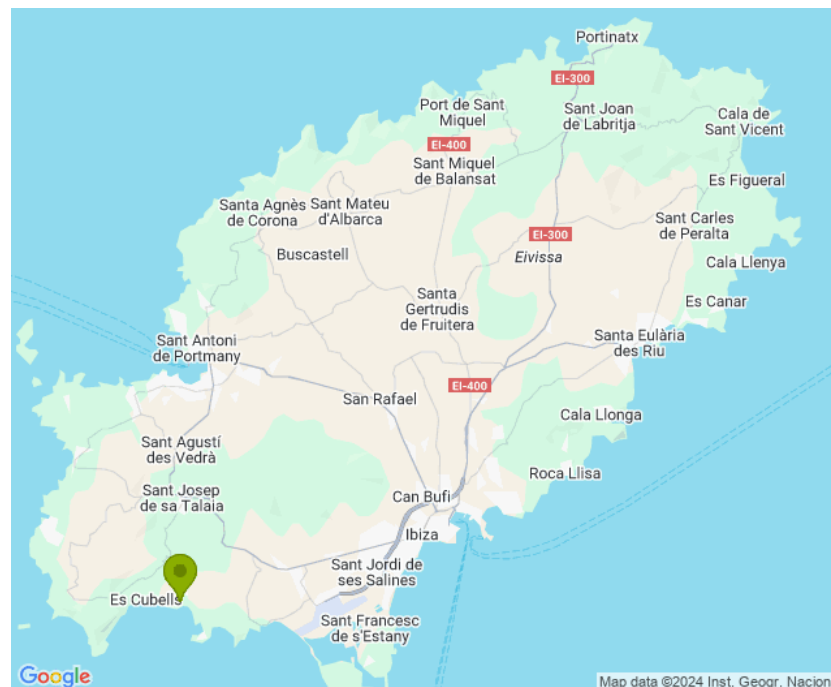 Portinatx
EI-300
Port de Sant
Miquel
Sant Joan
de Labritja
Cala de
Sant Vicent
EI-400
Sant Miquel
de Balansat
Es Figueral
Santa Agnès
de Corona
Sant Mateu
d'Albarca
Sant Carles
de Peralta
EI-300
Buscastell
Eivissa
Cala Llenya
Santa
Gertrudis
de Fruitera
Es Canar
Sant Antoni
de Portmany
Santa Eulària
des Riu
EI-400
San Rafael
Cala Llonga
Sant Agustí
des Vedrà
Roca Llisa
Sant Josep
de sa Talaia
Can Bufi
Ibiza
Sant Jordi de
ses Salines
Es Cubells
Sant Francesc
de s'Estany
Google
Map data ©2024 Inst. Geogr. Nacion